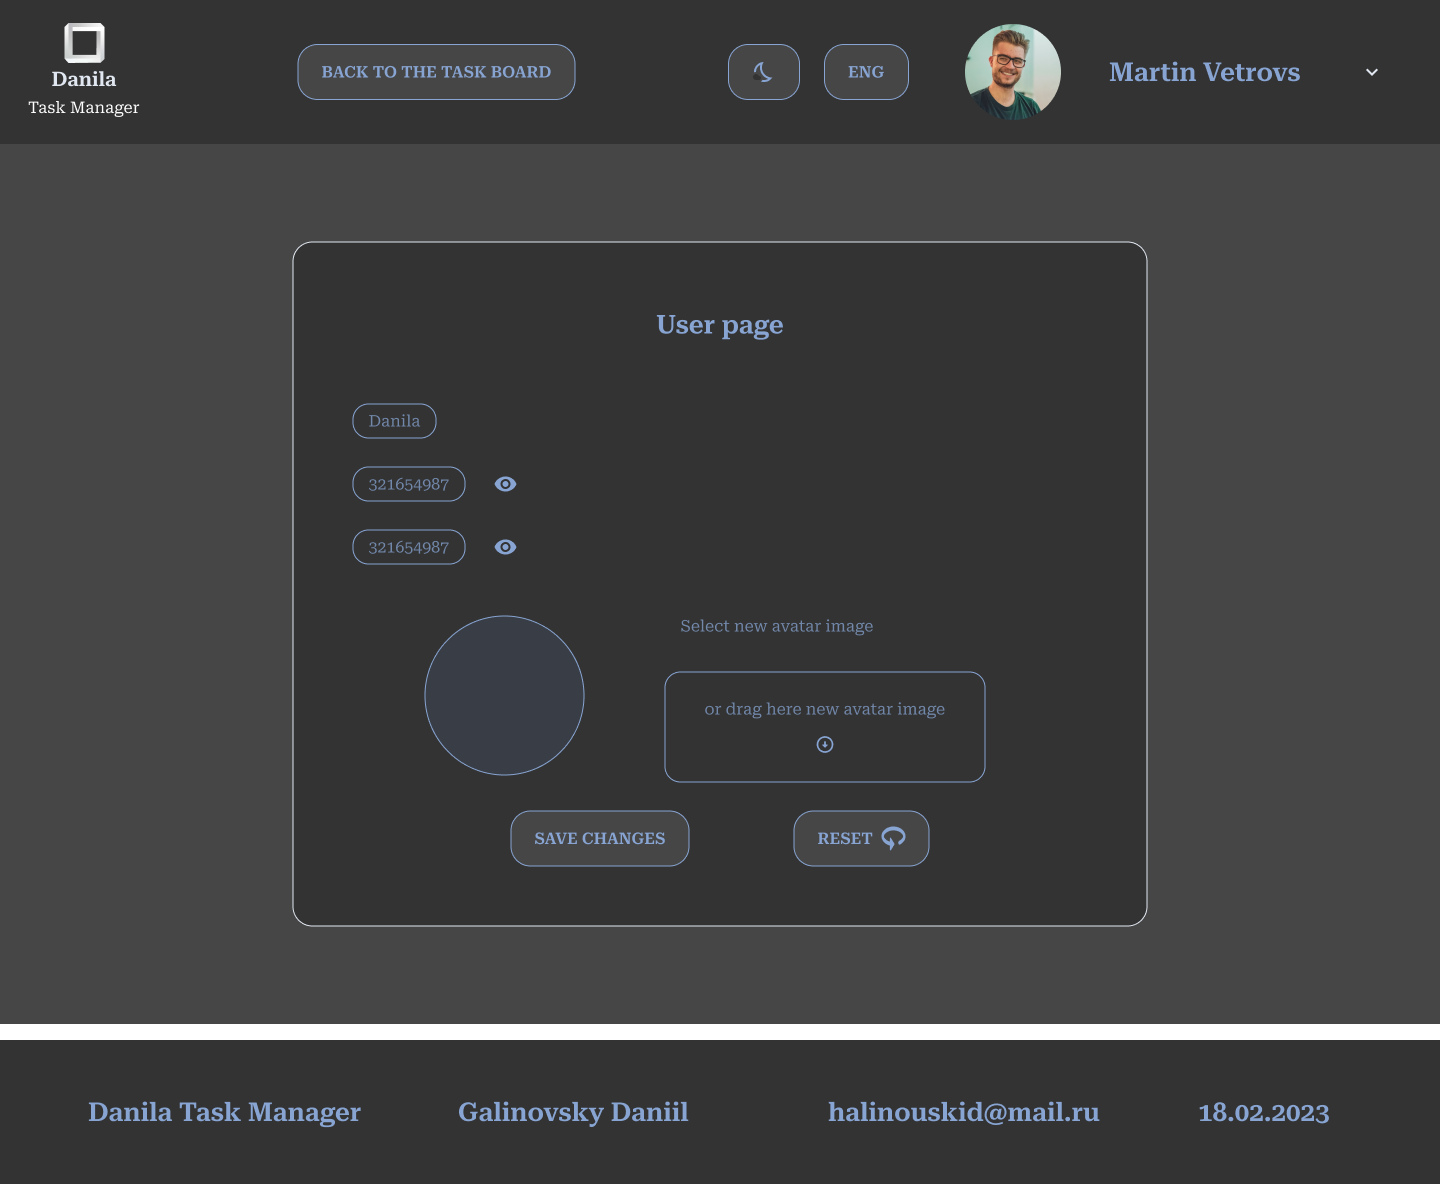 Danila
Task Manager
BACK TO THE TASK BOARD
ENG
Martin Vetrovs
User page
Danila
321654987
321654987
Select new avatar image
or drag here new avatar image
SAVE CHANGES
RESET
Danila Task Manager
Galinovsky Daniil
halinouskid@mail.ru
18.02.2023